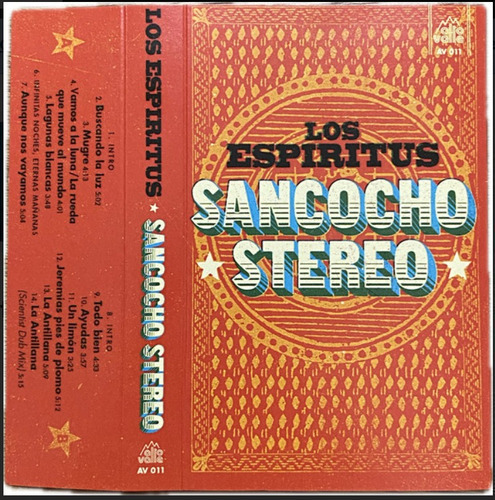 1. INTRO
2. Buscando la luz 5:02
3. Mugre 4:13
4. Vamos a la luna/La rueda
que mueve al mundo 4:01
5. Lagunas blancas 3:48
6. INFINITAS NOCHES, ETERNAS MAÑANAS
7. Aunque nos vayamos 5:04
8. INTRO
9. Todo bien 4:33
10. Ayudas 3:57
11. Un limón 3:25
12. Jeremías pies de plomo 5:12
13. La Antillana 5:09
14. La Antillana
(Scientist Dub Mix) 5:15
LOS ESPIRITUS SANCOCHO STEREO
alto
valle
AV 011
alto
valle
AV 011
LOS
ESPIRITUS
SANCOCHO
STEREO